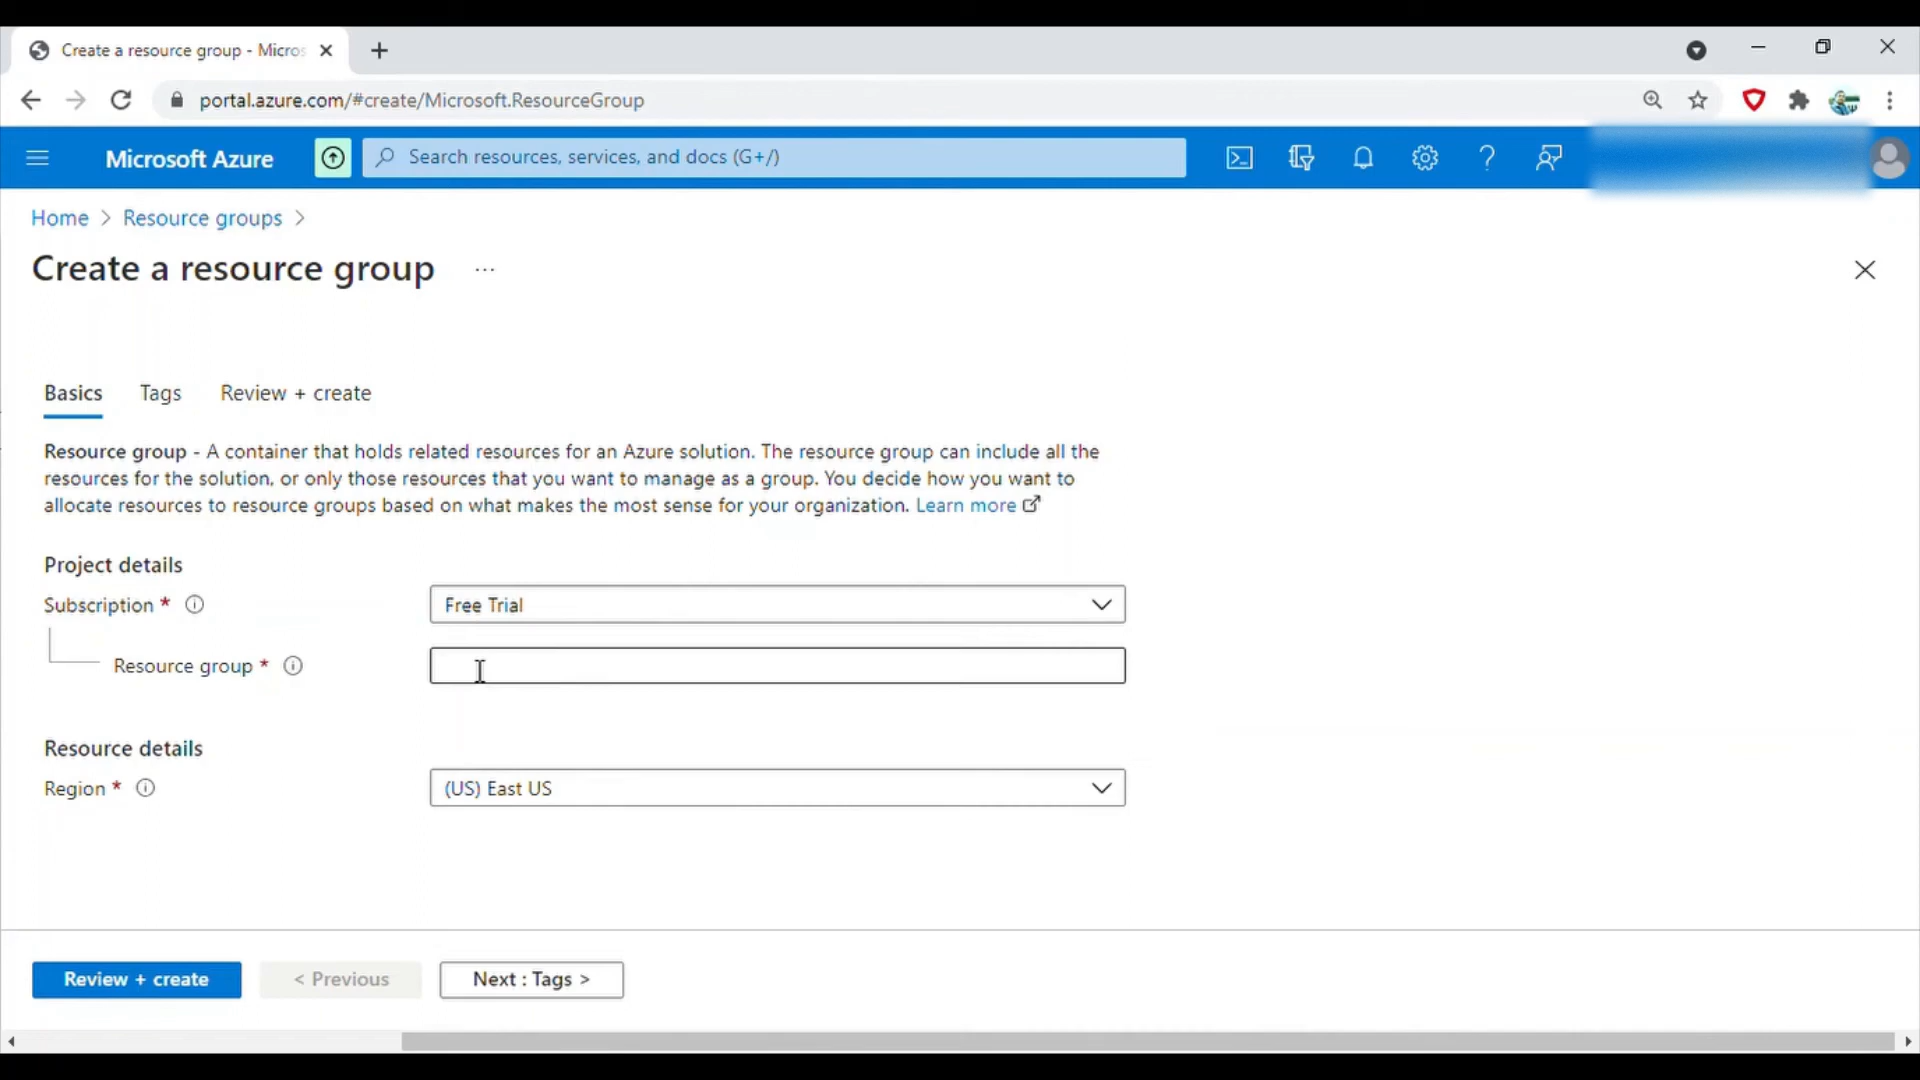 Create a resource group - Micros
portal.azure.com/#create/Microsoft.ResourceGroup
Microsoft Azure
Search resources, services, and docs (G+/)
Home > Resource groups >
Create a resource group ...
Basics Tags Review + create
Resource group - A container that holds related resources for an Azure solution. The resource group can include all the
resources for the solution, or only those resources that you want to manage as a group. You decide how you want to
allocate resources to resource groups based on what makes the most sense for your organization. Learn more
Project details
Subscription * Free Trial
Resource group *
Resource details
Region * (US) East US
Review + create < Previous Next : Tags >